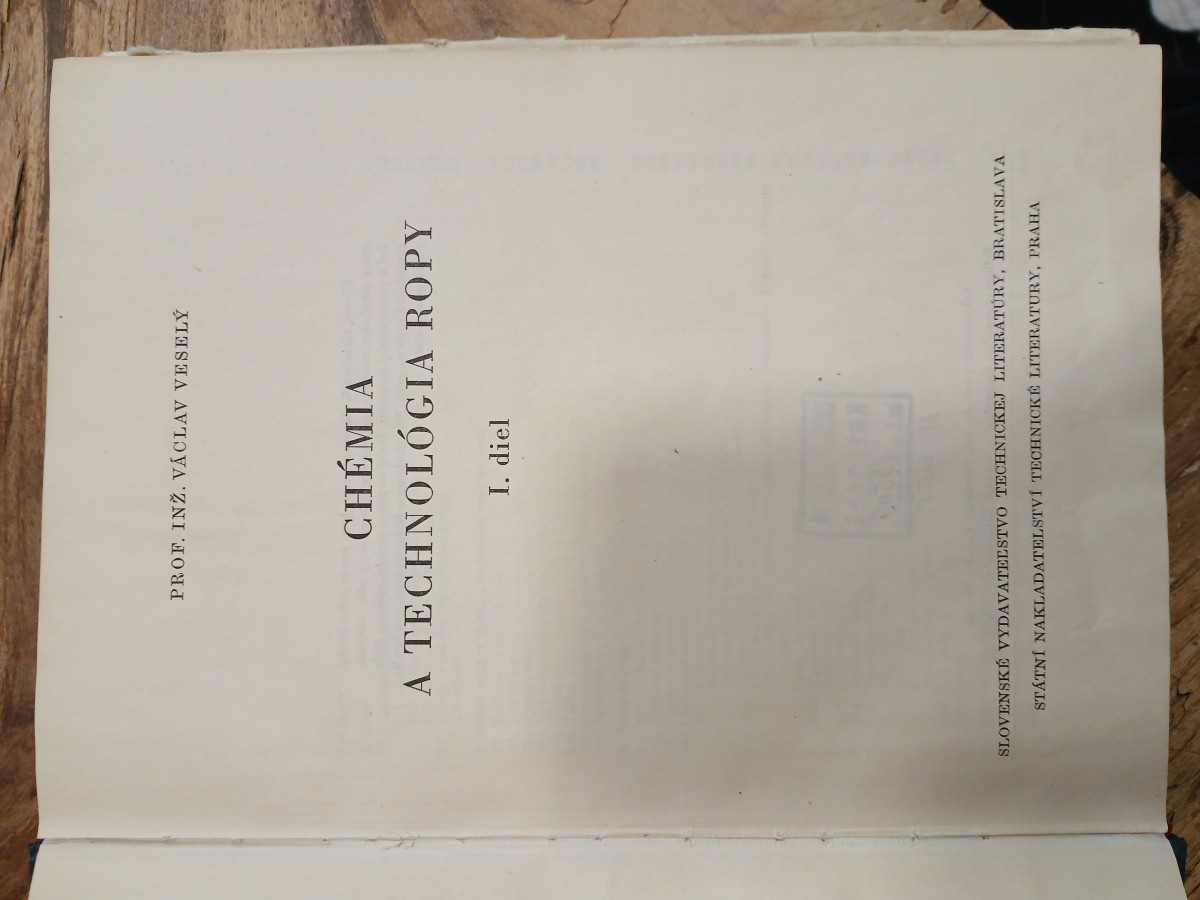 PROF. INŽ. VÁCLAV VESELÝ
CHÉMIA
A TECHNOLÓGIA ROPY
I. diel
SLOVENSKÉ VYDAVATEĽSTVO TECHNICKEJ LITERATÚRY, BRATISLAVA
STÁTNÍ NAKLADATELSTVÍ TECHNICKÉ LITERATURY, PRAHA